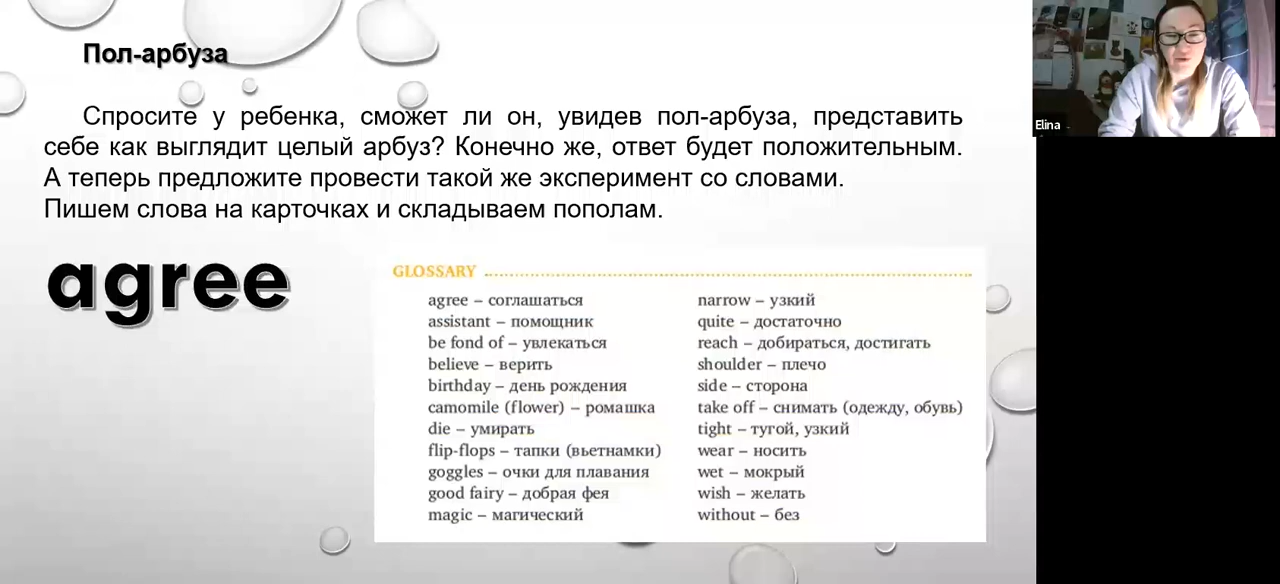 Пол-арбуза
Спросите у ребенка, сможет ли он, увидев пол-арбуза, представить
себе как выглядит целый арбуз? Конечно же, ответ будет положительным.
А теперь предложите провести такой же эксперимент со словами.
Пишем слова на карточках и складываем пополам.
agree
GLOSSARY
agree – соглашаться
assistant – помощник
be fond of – увлекаться
believe – верить
birthday – день рождения
camomile (flower) – ромашка
die – умирать
flip-flops – тапки (вьетнамки)
goggles – очки для плавания
good fairy – добрая фея
magic – магический
narrow – узкий
quite – достаточно
reach – добираться, достигать
shoulder – плечо
side – сторона
take off – снимать (одежду, обувь)
tight – тугой, узкий
wear – носить
wet – мокрый
wish – желать
without – без
Elina